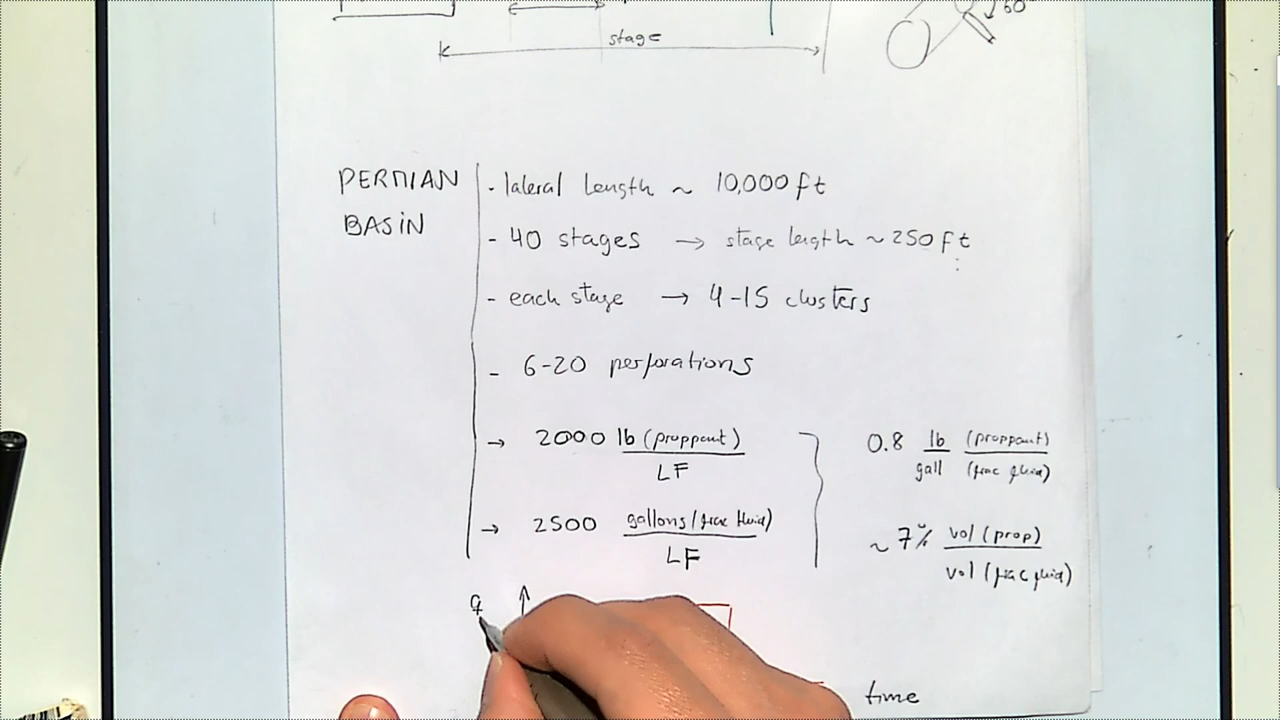 stage
60°
PERMIAN
BASIN
- lateral length ~ 10,000 ft
- 40 stages → stage length ~ 250 ft
- each stage → 4-15 clusters
- 6-20 perforations
→ 2000 lb (proppant)
LF
→ 2500 gallons (frac fluid)
LF
0.8 lb (proppant)
gall (frac fluid)
~ 7% vol (prop)
vol (frac fluid)
q
time